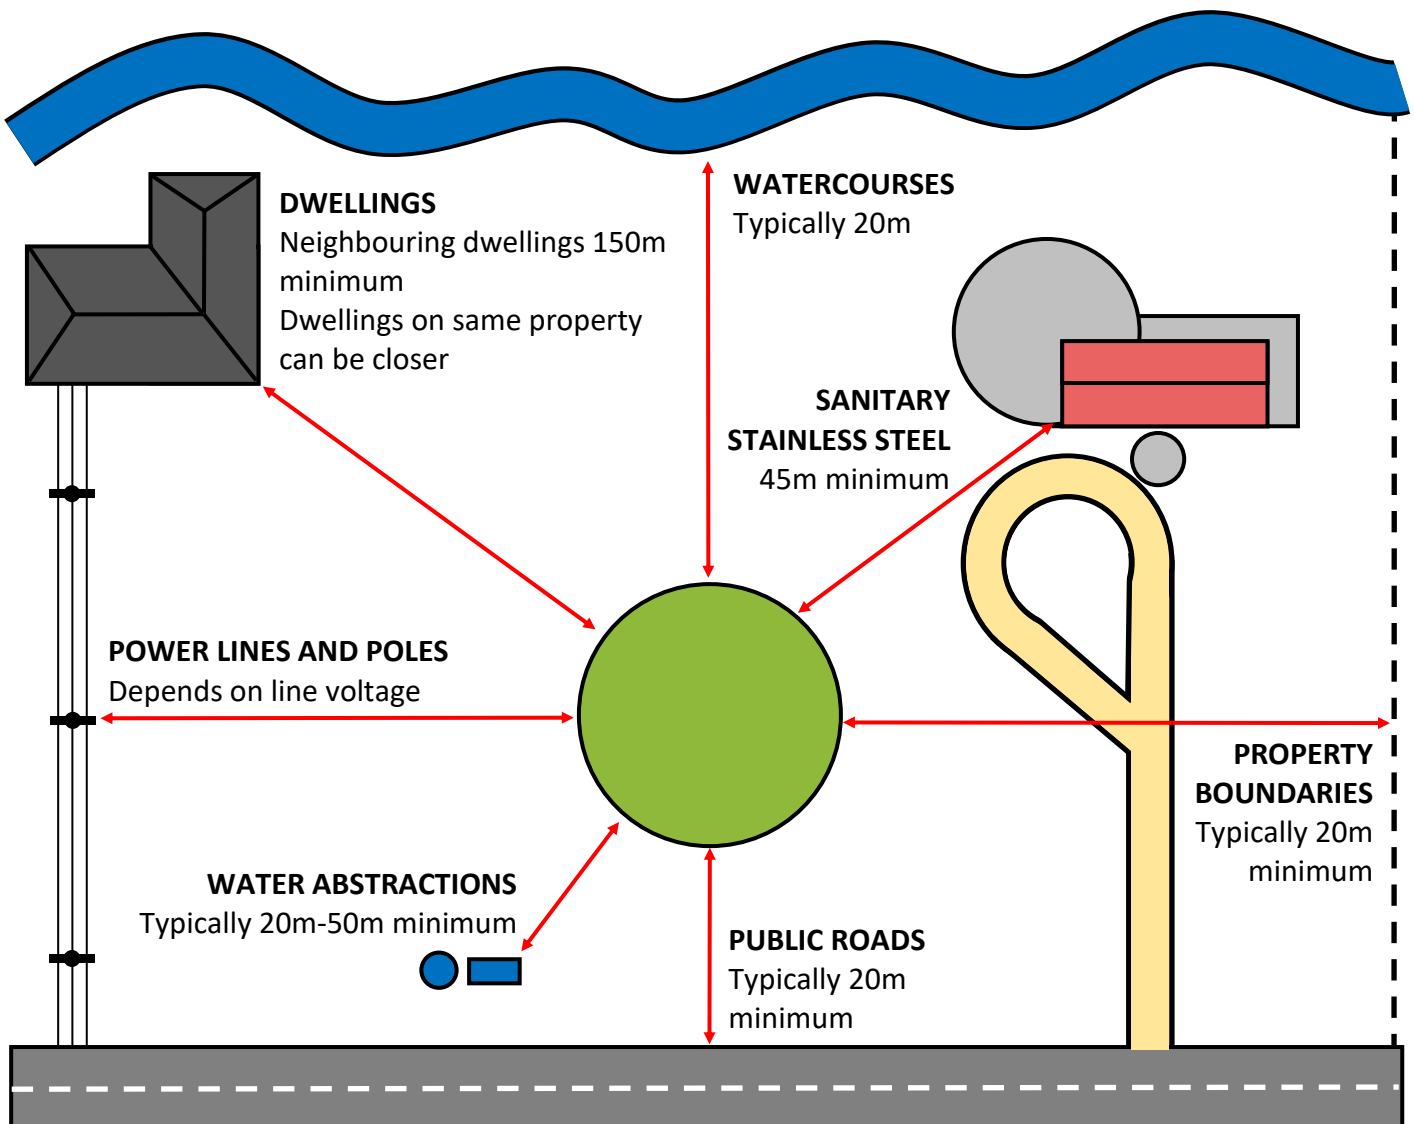 WATERCOURSES
Typically 20m
DWELLINGS
Neighbouring dwellings 150m
minimum
Dwellings on same property
can be closer
SANITARY
STAINLESS STEEL
45m minimum
POWER LINES AND POLES
Depends on line voltage
PROPERTY
BOUNDARIES
Typically 20m
minimum
WATER ABSTRACTIONS
Typically 20m-50m minimum
PUBLIC ROADS
Typically 20m
minimum